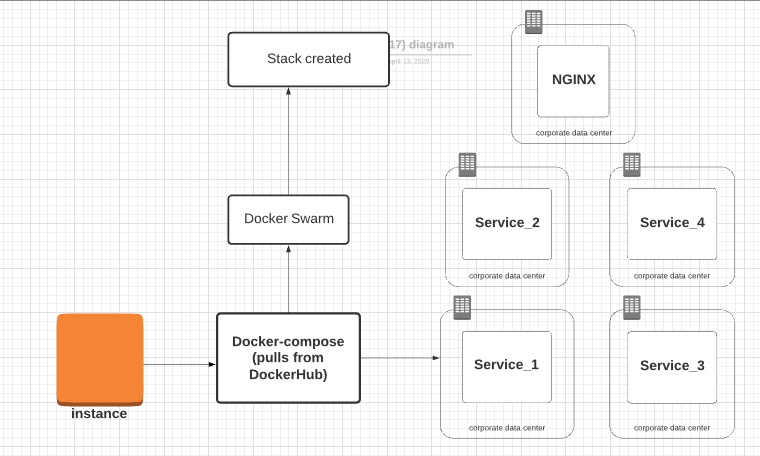 Stack created
17) diagram
april 13, 2020
NGINX
corporate data center
Docker Swarm
Service_2
corporate data center
Service_4
corporate data center
instance
Docker-compose
(pulls from
DockerHub)
Service_1
corporate data center
Service_3
corporate data center